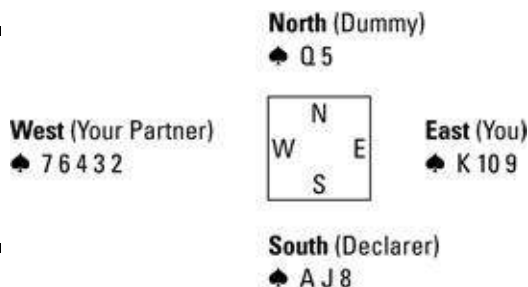 North (Dummy)
♠ Q 5
West (Your Partner)
♠ 7 6 4 3 2
N
W E
S
East (You)
♠ K 10 9
South (Declarer)
♠ A J 8